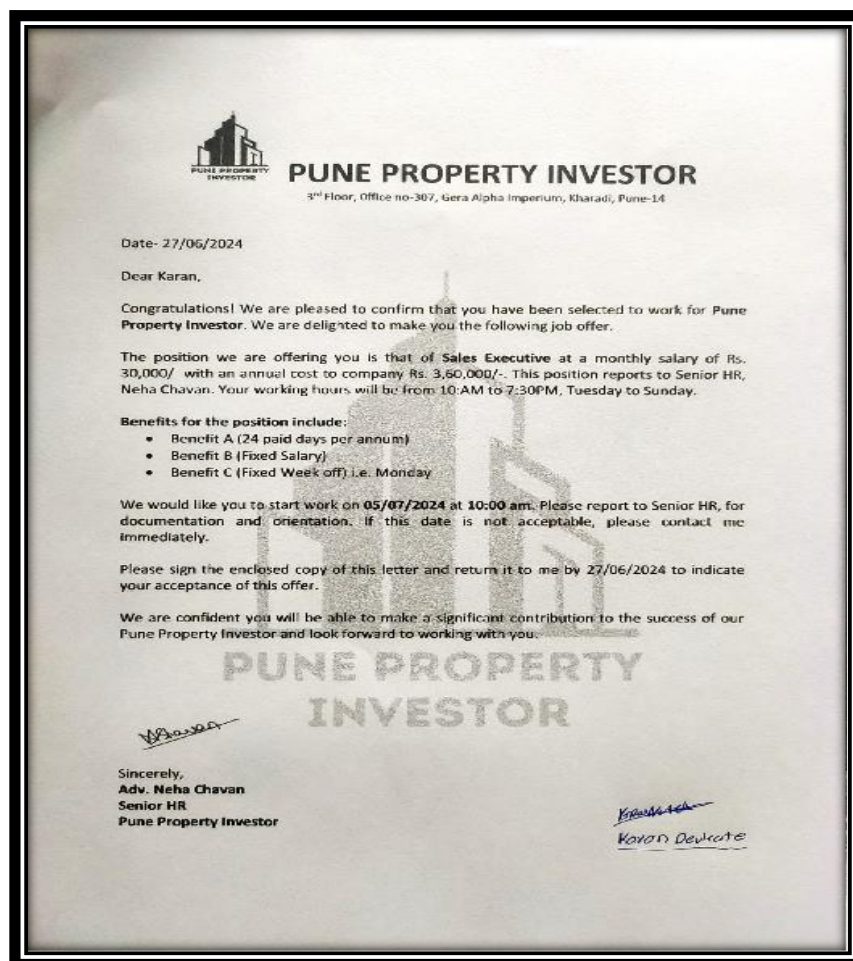 PUNE PROPERTY
INVESTOR
PUNE PROPERTY INVESTOR
3rd Floor, Office no-307, Gera Alpha Imperium, Kharadi, Pune-14
Date- 27/06/2024
Dear Karan,
Congratulations! We are pleased to confirm that you have been selected to work for Pune
Property Investor. We are delighted to make you the following job offer.
The position we are offering you is that of Sales Executive at a monthly salary of Rs.
30,000/ with an annual cost to company Rs. 3,60,000/-. This position reports to Senior HR,
Neha Chavan. Your working hours will be from 10:AM to 7:30PM, Tuesday to Sunday.
Benefits for the position include:
• Benefit A (24 paid days per annum)
• Benefit B (Fixed Salary)
• Benefit C (Fixed Week off) i.e. Monday
We would like you to start work on 05/07/2024 at 10:00 am. Please report to Senior HR, for
documentation and orientation. If this date is not acceptable, please contact me
immediately.
Please sign the enclosed copy of this letter and return it to me by 27/06/2024 to indicate
your acceptance of this offer.
We are confident you will be able to make a significant contribution to the success of our
Pune Property Investor and look forward to working with you.
PUNE PROPERTY
INVESTOR
Sincerely,
Adv. Neha Chavan
Senior HR
Pune Property Investor
Karan Devkate